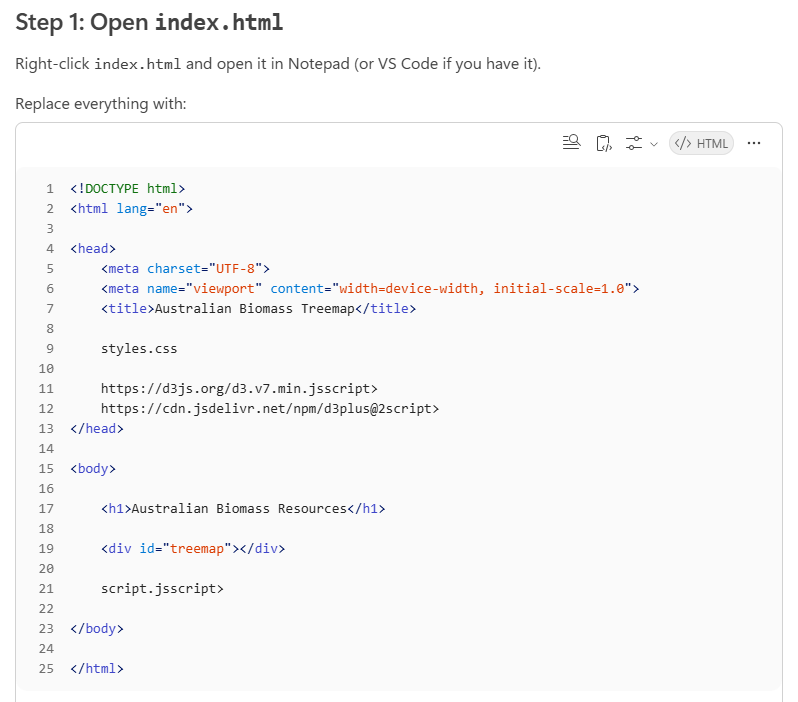 Step 1: Open index.html
Right-click index.html and open it in Notepad (or VS Code if you have it).
Replace everything with:
</> HTML
1 <!DOCTYPE html>
2 <html lang="en">
3
4 <head>
5 <meta charset="UTF-8">
6 <meta name="viewport" content="width=device-width, initial-scale=1.0">
7 <title>Australian Biomass Treemap</title>
8
9 styles.css
10
11 https://d3js.org/d3.v7.min.jsscript>
12 https://cdn.jsdelivr.net/npm/d3plus@2script>
13 </head>
14
15 <body>
16
17 <h1>Australian Biomass Resources</h1>
18
19 <div id="treemap"></div>
20
21 script.jsscript>
22
23 </body>
24
25 </html>